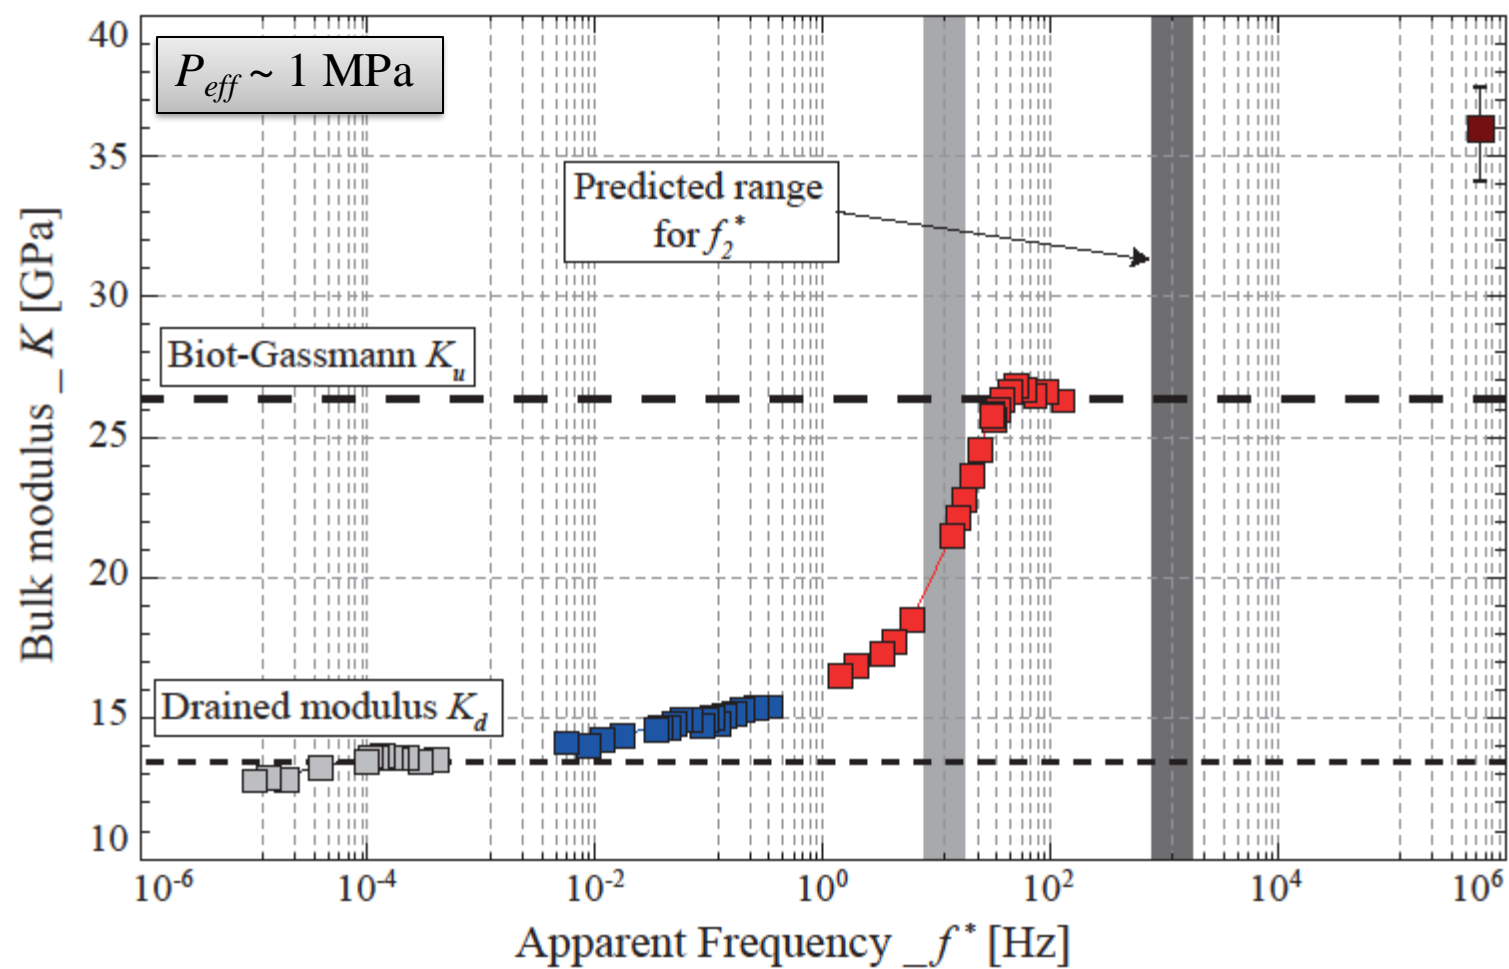 P_eff ~ 1 MPa
40
35
30
25
20
15
10
Bulk modulus _ K [GPa]
Predicted range
for f_2^*
Biot-Gassmann K_u
Drained modulus K_d
10^-6 10^-4 10^-2 10^0 10^2 10^4 10^6
Apparent Frequency _ f^* [Hz]